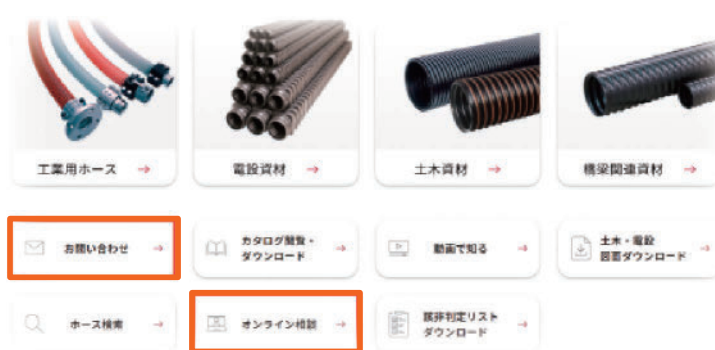 工業用ホース →
電設資材 →
土木資材 →
橋梁関連資材 →
お問い合わせ →
カタログ閲覧・
ダウンロード →
動画で知る →
土木・電設
図面ダウンロード →
ホース検索 →
オンライン相談 →
該非判定リスト
ダウンロード →